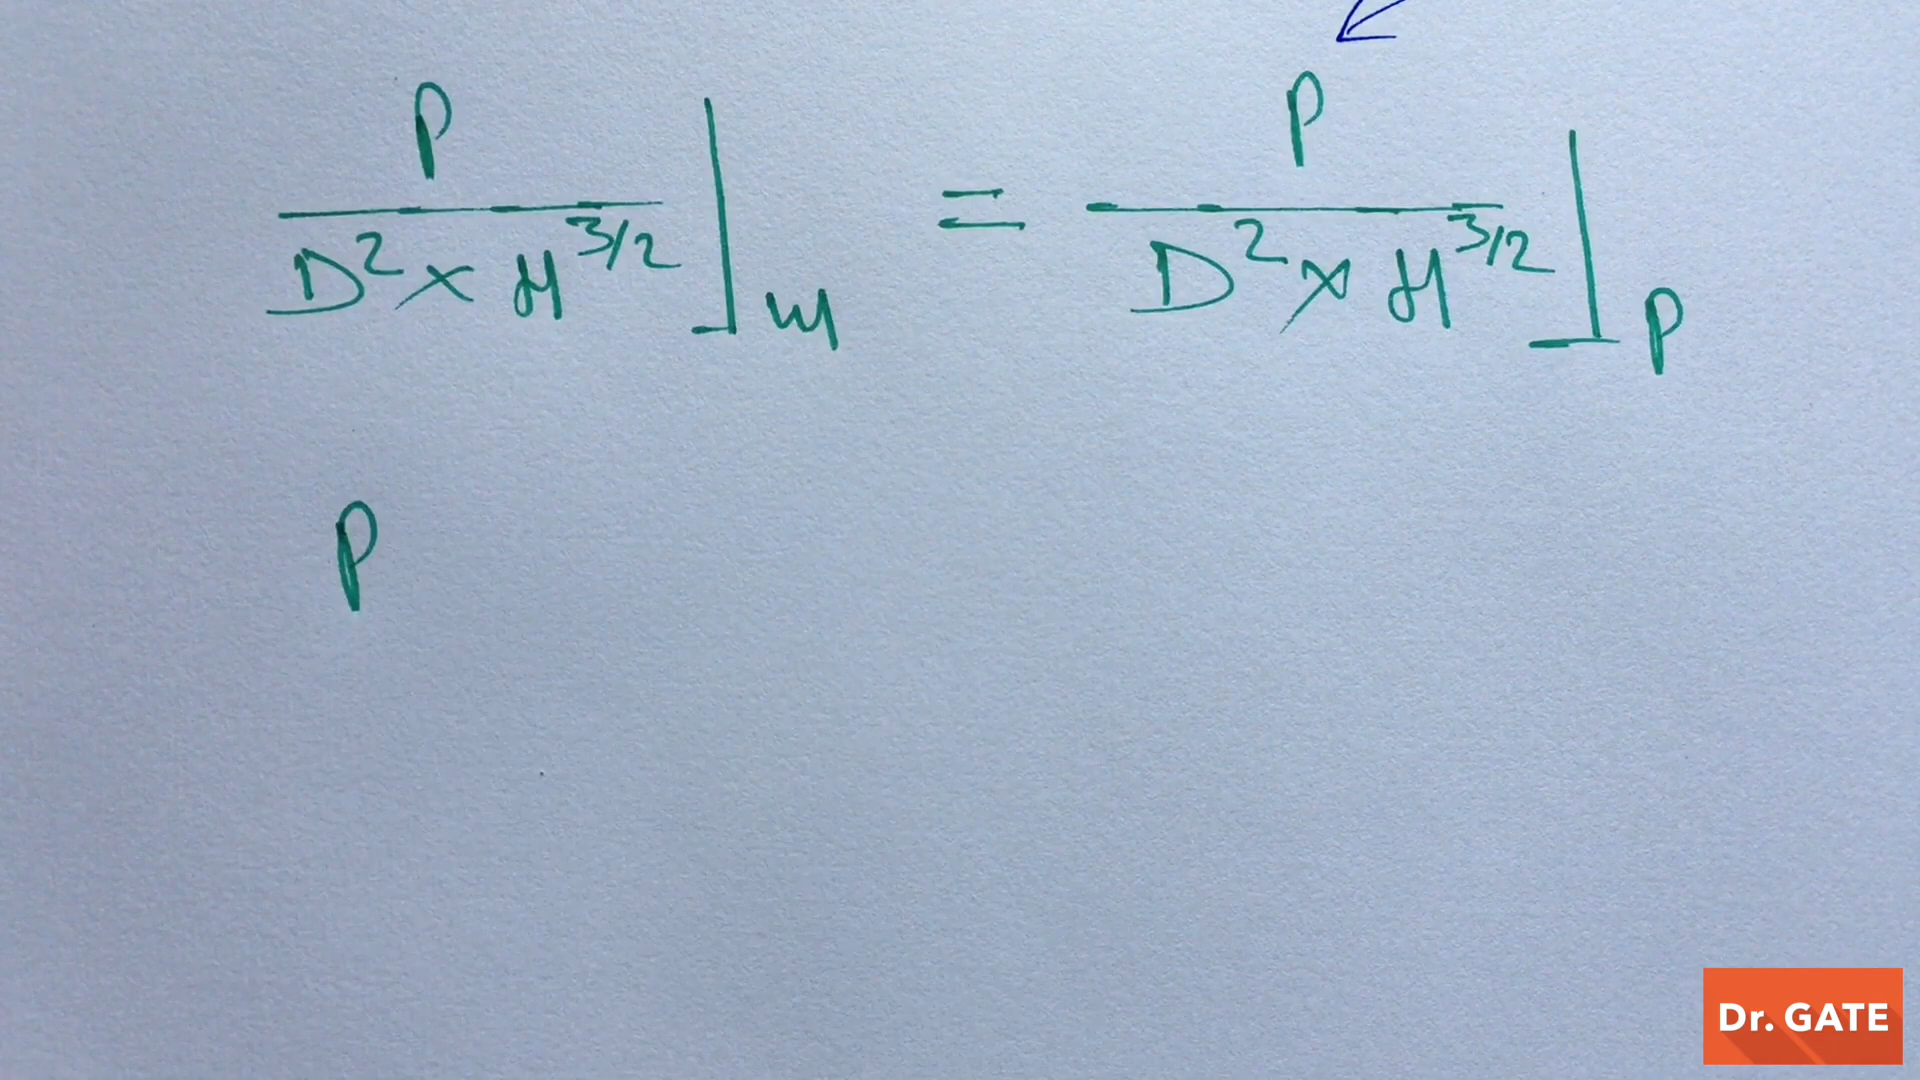 P/(D² × H^3/2)]m = P/(D² × H^3/2)]p
P
Dr. GATE